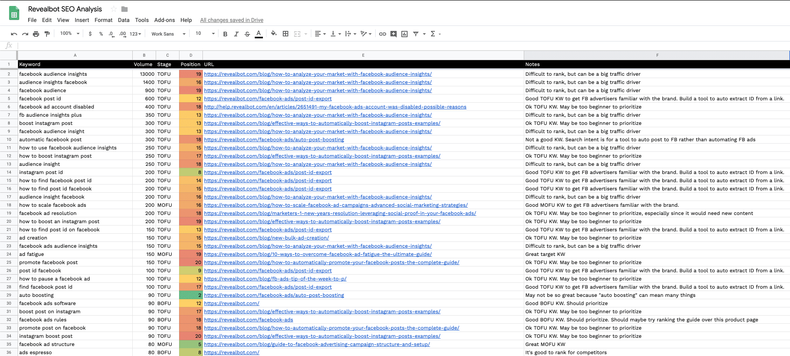 Revealbot SEO Analysis
File Edit View Insert Format Data Tools Add-ons Help All changes saved in Drive
100% $ % .0 .00 123 Work Sans 10 B I S A
fx
A B C D E F
1 Keyword Volume Stage Position URL Notes
2 facebook audience insights 13000 TOFU 19 https://revealbot.com/blog/how-to-analyze-your-market-with-facebook-audience-insights/ Difficult to rank, but can be a big traffic driver
3 audience insights facebook 1400 TOFU 16 https://revealbot.com/blog/how-to-analyze-your-market-with-facebook-audience-insights/ Difficult to rank, but can be a big traffic driver
4 facebook audience 900 TOFU 19 https://revealbot.com/blog/how-to-analyze-your-market-with-facebook-audience-insights/ Difficult to rank, but can be a big traffic driver
5 facebook post id 600 TOFU 12 https://revealbot.com/facebook-ads/post-id-export Good TOFU KW to get FB advertisers familiar with the brand. Build a tool to auto extract ID from a link.
6 facebook ad account disabled 400 TOFU 18 http://help.revealbot.com/en/articles/2651491-my-facebook-ads-account-was-disabled-possible-reasons Ok TOFU KW. May be too beginner to prioritize
7 fb audience insights plus 350 TOFU 13 https://revealbot.com/blog/how-to-analyze-your-market-with-facebook-audience-insights/ Difficult to rank, but can be a big traffic driver
8 boost instagram post 300 TOFU 13 https://revealbot.com/blog/effective-ways-to-automatically-boost-instagram-posts-examples/ Ok TOFU KW. May be too beginner to prioritize
9 facebook audience insight 300 TOFU 13 https://revealbot.com/blog/how-to-analyze-your-market-with-facebook-audience-insights/ Difficult to rank, but can be a big traffic driver
10 automatic facebook post 300 TOFU 18 https://revealbot.com/facebook-ads/auto-post-boosting Not a good KW. Search intent is for a tool to auto post to FB rather than automating FB ads
11 how to use facebook audience insights 250 TOFU 15 https://revealbot.com/blog/how-to-analyze-your-market-with-facebook-audience-insights/ Difficult to rank, but can be a big traffic driver
12 how to boost instagram post 250 TOFU 17 https://revealbot.com/blog/effective-ways-to-automatically-boost-instagram-posts-examples/ Ok TOFU KW. May be too beginner to prioritize
13 audience insight 250 TOFU 18 https://revealbot.com/blog/how-to-analyze-your-market-with-facebook-audience-insights/ Difficult to rank, but can be a big traffic driver
14 instagram post id 200 TOFU 8 https://revealbot.com/facebook-ads/post-id-export Good TOFU KW to get FB advertisers familiar with the brand. Build a tool to auto extract ID from a link.
15 how to find facebook post id 200 TOFU 14 https://revealbot.com/facebook-ads/post-id-export Good TOFU KW to get FB advertisers familiar with the brand. Build a tool to auto extract ID from a link.
16 how to find post id facebook 200 TOFU 15 https://revealbot.com/facebook-ads/post-id-export Good TOFU KW to get FB advertisers familiar with the brand. Build a tool to auto extract ID from a link.
17 audience insight facebook 200 TOFU 16 https://revealbot.com/blog/how-to-analyze-your-market-with-facebook-audience-insights/ Difficult to rank, but can be a big traffic driver
18 how to scale facebook ads 200 MOFU 16 https://revealbot.com/blog/how-to-scale-facebook-ad-campaigns-advanced-social-marketing-strategies/ Good MOFU KW to get FB advertisers familiar with the brand.
19 facebook ad resolution 200 TOFU 18 https://revealbot.com/marketers-1-new-years-resolution-leveraging-social-proof-in-your-facebook-ads/ Ok TOFU KW. May be too beginner to prioritize, especially since it would need new content
20 how to boost an instagram post 200 TOFU 19 https://revealbot.com/blog/effective-ways-to-automatically-boost-instagram-posts-examples/ Ok TOFU KW. May be too beginner to prioritize
21 how to find post id on facebook 150 TOFU 13 https://revealbot.com/facebook-ads/post-id-export Good TOFU KW to get FB advertisers familiar with the brand. Build a tool to auto extract ID from a link.
22 ad creation 150 TOFU 15 https://revealbot.com/blog/new-bulk-ad-creation/ Ok TOFU KW. May be too beginner to prioritize
23 facebook ads audience insights 150 TOFU 15 https://revealbot.com/blog/how-to-analyze-your-market-with-facebook-audience-insights/ Difficult to rank, but can be a big traffic driver
24 ad fatigue 150 MOFU 19 https://revealbot.com/blog/10-ways-to-overcome-facebook-ad-fatigue-the-ultimate-guide/ Great target KW
25 promote facebook post 150 TOFU 20 https://revealbot.com/blog/how-to-automatically-promote-your-facebook-posts-the-complete-guide/ Ok TOFU KW. May be too beginner to prioritize
26 post id facebook 100 TOFU 9 https://revealbot.com/facebook-ads/post-id-export Good TOFU KW to get FB advertisers familiar with the brand. Build a tool to auto extract ID from a link.
27 how to pause a facebook ad 100 TOFU 12 https://revealbot.com/blog/fb-ads-tip-of-the-week-to-p/ Ok TOFU KW. May be too beginner to prioritize
28 find facebook post id 100 TOFU 17 https://revealbot.com/facebook-ads/post-id-export Good TOFU KW to get FB advertisers familiar with the brand. Build a tool to auto extract ID from a link.
29 auto boosting 90 TOFU 2 https://revealbot.com/facebook-ads/auto-post-boosting May not be so great because "auto boosting" can mean many things
30 facebook ads software 90 BOFU 12 https://revealbot.com/ Good BOFU KW. Should prioritize
31 boost post on instagram 90 TOFU 17 https://revealbot.com/blog/effective-ways-to-automatically-boost-instagram-posts-examples/ Ok TOFU KW. May be too beginner to prioritize
32 facebook ads rules 90 BOFU 18 https://revealbot.com/facebook-ads Good BOFU KW. Should prioritize. Should maybe try ranking the guide over this product page
33 promote post on facebook 90 TOFU 18 https://revealbot.com/blog/how-to-automatically-promote-your-facebook-posts-the-complete-guide/ Ok TOFU KW. May be too beginner to prioritize
34 instagram boost post 80 TOFU 20 https://revealbot.com/blog/effective-ways-to-automatically-boost-instagram-posts-examples/ Ok TOFU KW. May be too beginner to prioritize
35 facebook ad structure 80 MOFU 5 https://revealbot.com/blog/guide-to-facebook-advertising-campaign-structure-and-setup/ Great MOFU KW
36 ads espresso 80 BOFU 8 https://revealbot.com/ It's good to rank for competitors